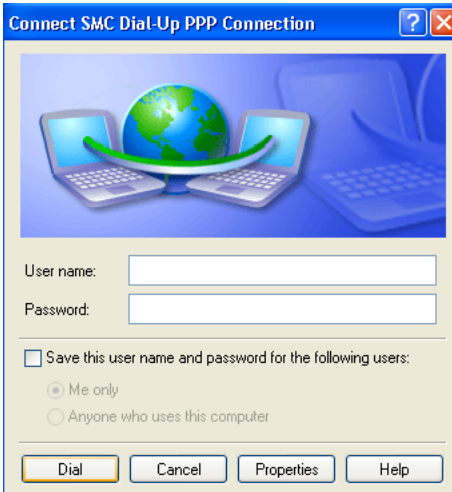 Connect SMC Dial-Up PPP Connection
User name:
Password:
Save this user name and password for the following users:
Me only
Anyone who uses this computer
Dial Cancel Properties Help